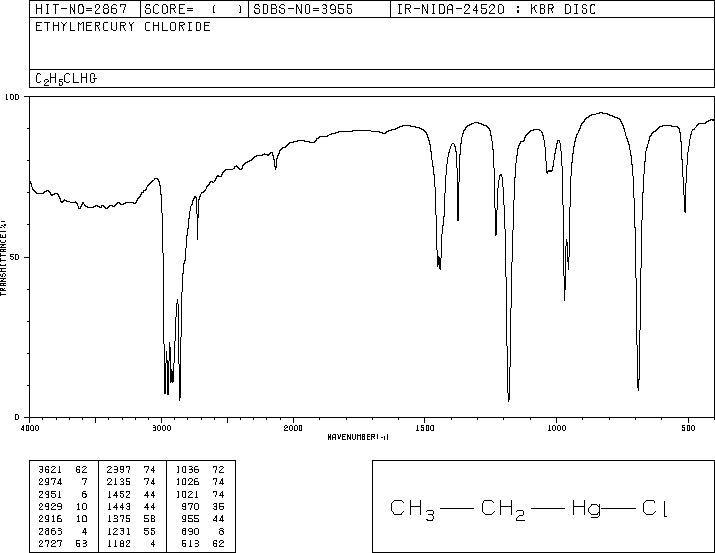 HIT-NO=2867 SCORE= ( ) SDBS-NO=3955 IR-NIDA-24520 : KBR DISC
ETHYLMERCURY CHLORIDE
C2H5CLHG
100
TRANSMITTANCE(%)
50
0
4000 3000 2000 1500 1000 500
WAVENUMBER(-1)
3621 62 2397 74 1036 72
2974 7 2135 74 1026 74
2951 6 1452 44 1021 74
2929 10 1443 44 970 35
2916 10 1375 58 955 44
2863 4 1231 55 690 8
2727 53 1182 4 513 62
CH3—CH2—Hg—Cl